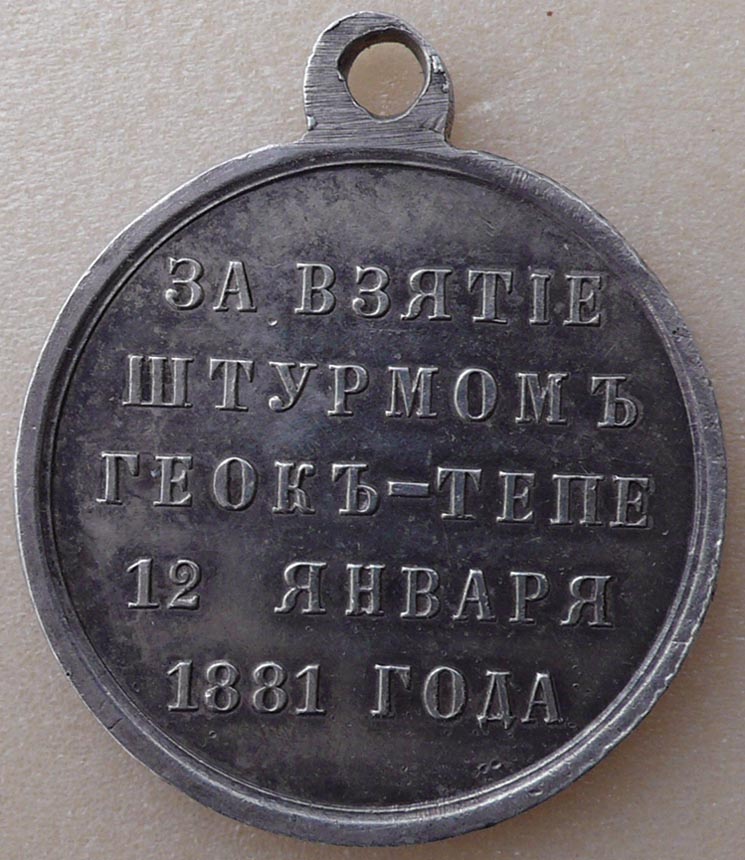 ЗА ВЗЯТІЕ
ШТУРМОМЪ
ГЕОКЪ-ТЕПЕ
12 ЯНВАРЯ
1881 ГОДА